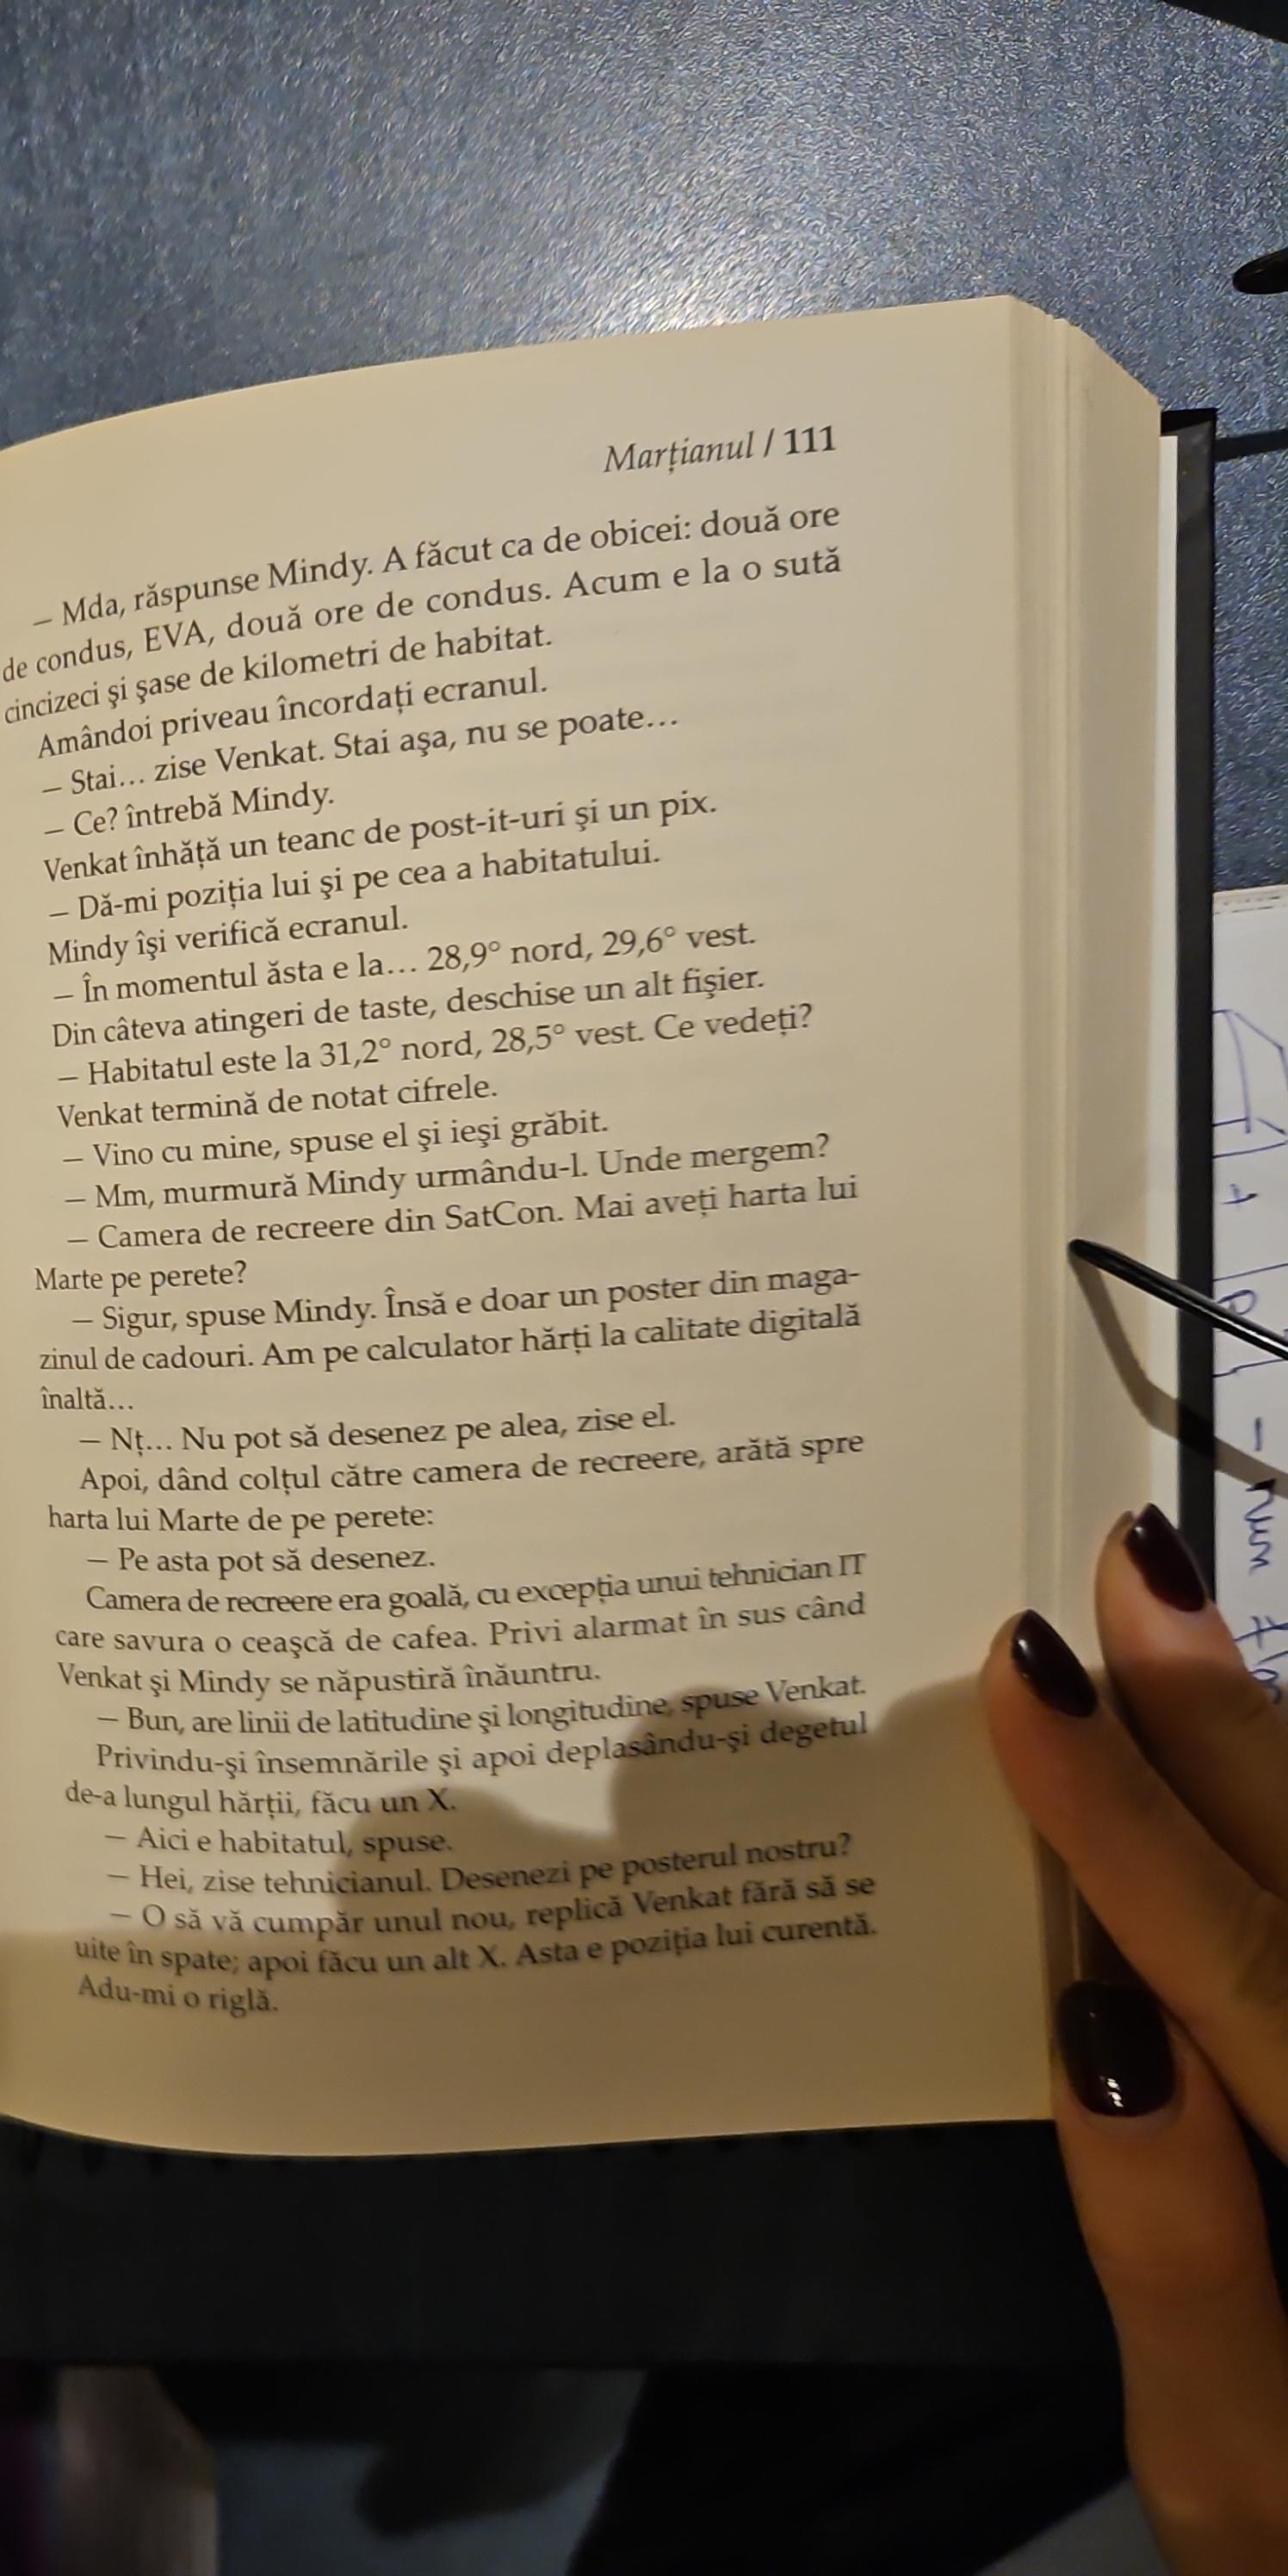 Marțianul / 111
– Mda, răspunse Mindy. A făcut ca de obicei: două ore
de condus, EVA, două ore de condus. Acum e la o sută
cincizeci şi şase de kilometri de habitat.
Amândoi priveau încordați ecranul.
– Stai… zise Venkat. Stai aşa, nu se poate…
– Ce? întrebă Mindy.
Venkat înhăță un teanc de post-it-uri şi un pix.
– Dă-mi poziția lui şi pe cea a habitatului.
Mindy îşi verifică ecranul.
– În momentul ăsta e la… 28,9° nord, 29,6° vest.
Din câteva atingeri de taste, deschise un alt fişier.
– Habitatul este la 31,2° nord, 28,5° vest. Ce vedeți?
Venkat termină de notat cifrele.
– Vino cu mine, spuse el şi ieşi grăbit.
– Mm, murmură Mindy urmându-l. Unde mergem?
– Camera de recreere din SatCon. Mai aveți harta lui
Marte pe perete?
– Sigur, spuse Mindy. Însă e doar un poster din maga-
zinul de cadouri. Am pe calculator hărți la calitate digitală
înaltă…
– Nț… Nu pot să desenez pe alea, zise el.
Apoi, dând colțul către camera de recreere, arătă spre
harta lui Marte de pe perete:
– Pe asta pot să desenez.
Camera de recreere era goală, cu excepția unui tehnician IT
care savura o ceaşcă de cafea. Privi alarmat în sus când
Venkat şi Mindy se năpustiră înăuntru.
– Bun, are linii de latitudine şi longitudine, spuse Venkat.
Privindu-şi însemnările şi apoi deplasându-şi degetul
de-a lungul hărții, făcu un X.
– Aici e habitatul, spuse.
– Hei, zise tehnicianul. Desenezi pe posterul nostru?
– O să vă cumpăr unul nou, replică Venkat fără să se
uite în spate; apoi făcu un alt X. Asta e poziția lui curentă.
Adu-mi o riglă.